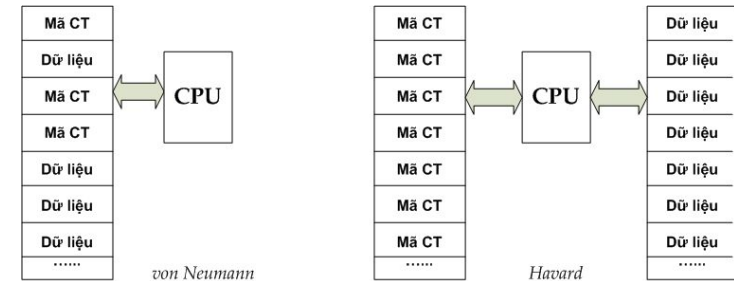 Mã CT
Dữ liệu
Mã CT
Mã CT
Dữ liệu
Dữ liệu
Dữ liệu
......
CPU
von Neumann
Mã CT
Mã CT
Mã CT
Mã CT
Mã CT
Mã CT
Mã CT
......
CPU
Havard
Dữ liệu
Dữ liệu
Dữ liệu
Dữ liệu
Dữ liệu
Dữ liệu
Dữ liệu
......